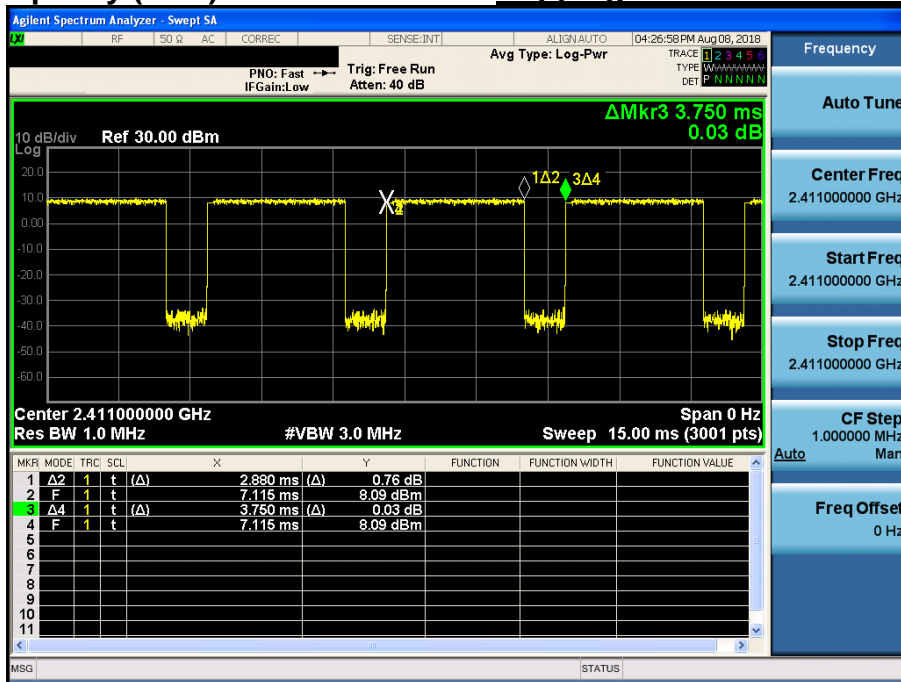 Agilent Spectrum Analyzer - Swept SA
LXI RF 50 Ω AC CORREC SENSE:INT ALIGN AUTO 04:26:58 PM Aug 08, 2018
Avg Type: Log-Pwr TRACE 1 2 3 4 5 6
PNO: Fast Trig: Free Run TYPE WWWWWW
IFGain:Low Atten: 40 dB DET P N N N N N
ΔMkr3 3.750 ms
10 dB/div Ref 30.00 dBm 0.03 dB
Log
20.0
10.0
0.00
-10.0
-20.0
-30.0
-40.0
-50.0
-60.0
1Δ2 3Δ4
Center 2.411000000 GHz Span 0 Hz
Res BW 1.0 MHz #VBW 3.0 MHz Sweep 15.00 ms (3001 pts)
MKR MODE TRC SCL X Y FUNCTION FUNCTION WIDTH FUNCTION VALUE
1 Δ2 1 t (Δ) 2.880 ms (Δ) 0.76 dB
2 F 1 t 7.115 ms 8.09 dBm
3 Δ4 1 t (Δ) 3.750 ms (Δ) 0.03 dB
4 F 1 t 7.115 ms 8.09 dBm
5
6
7
8
9
10
11
MSG STATUS
Frequency
Auto Tune
Center Freq
2.411000000 GHz
Start Freq
2.411000000 GHz
Stop Freq
2.411000000 GHz
CF Step
1.000000 MHz
Auto Man
Freq Offset
0 Hz